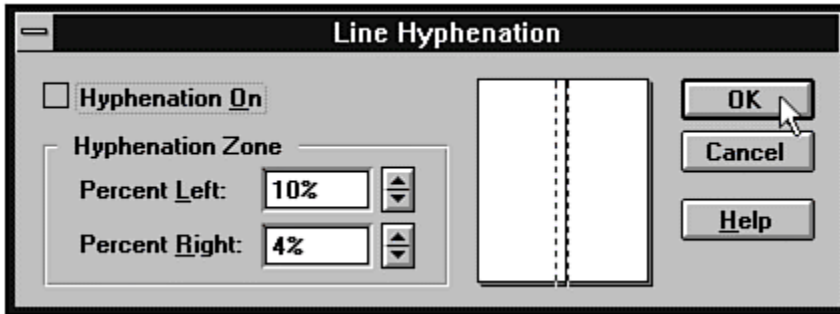 Line Hyphenation
Hyphenation On
Hyphenation Zone
Percent Left: 10%
Percent Right: 4%
OK
Cancel
Help